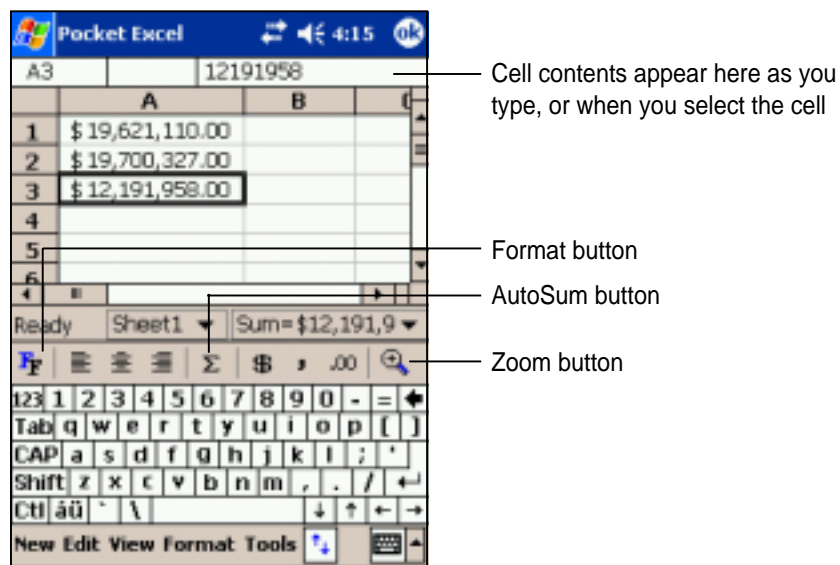 Pocket Excel 4:15 ok
A3 12191958
Cell contents appear here as you
type, or when you select the cell
A B C
1 $19,621,110.00
2 $19,700,327.00
3 $12,191,958.00
4
5
6
Format button
AutoSum button
Ready Sheet1 Sum=$12,191,9
FF Σ $ , .00
Zoom button
123 1 2 3 4 5 6 7 8 9 0 - =
Tab q w e r t y u i o p [ ]
CAP a s d f g h j k l ; '
Shift z x c v b n m , . /
Ctl áü ` \
New Edit View Format Tools